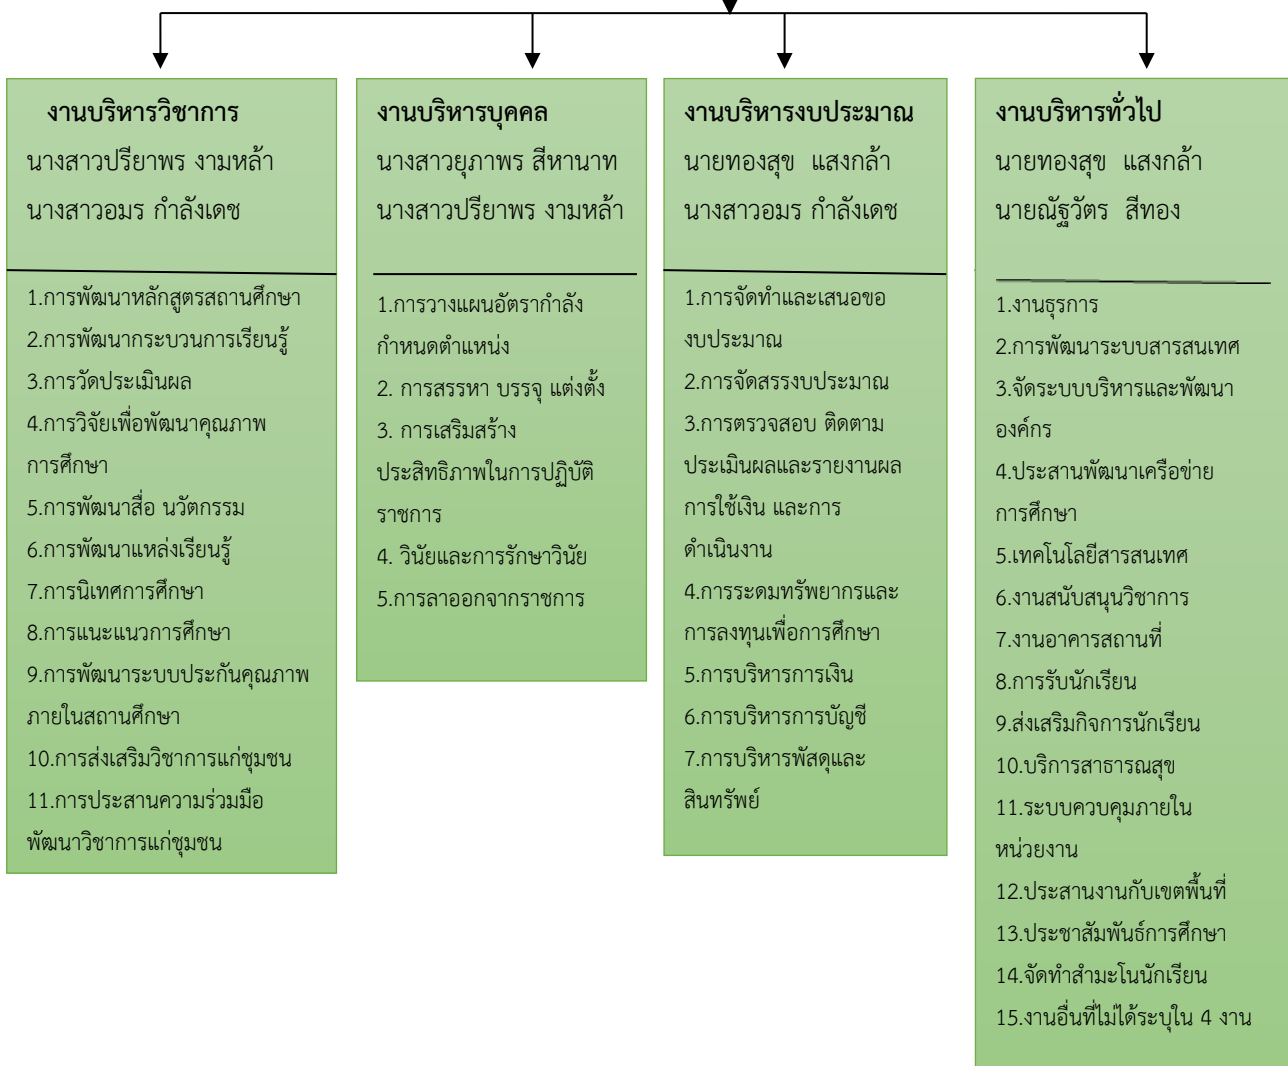 งานบริหารวิชาการ
นางสาวปรียาพร งามหล้า
นางสาวอมร กำลังเดช
1.การพัฒนาหลักสูตรสถานศึกษา
2.การพัฒนากระบวนการเรียนรู้
3.การวัดประเมินผล
4.การวิจัยเพื่อพัฒนาคุณภาพ
การศึกษา
5.การพัฒนาสื่อ นวัตกรรม
6.การพัฒนาแหล่งเรียนรู้
7.การนิเทศการศึกษา
8.การแนะแนวการศึกษา
9.การพัฒนาระบบประกันคุณภาพ
ภายในสถานศึกษา
10.การส่งเสริมวิชาการแก่ชุมชน
11.การประสานความร่วมมือ
พัฒนาวิชาการแก่ชุมชน
งานบริหารบุคคล
นางสาวยุภาพร สีหานาท
นางสาวปรียาพร งามหล้า
1.การวางแผนอัตรากำลัง
กำหนดตำแหน่ง
2. การสรรหา บรรจุ แต่งตั้ง
3. การเสริมสร้าง
ประสิทธิภาพในการปฏิบัติ
ราชการ
4. วินัยและการรักษาวินัย
5.การลาออกจากราชการ
งานบริหารงบประมาณ
นายทองสุข แสงกล้า
นางสาวอมร กำลังเดช
1.การจัดทำและเสนอขอ
งบประมาณ
2.การจัดสรรงบประมาณ
3.การตรวจสอบ ติดตาม
ประเมินผลและรายงานผล
การใช้เงิน และการ
ดำเนินงาน
4.การระดมทรัพยากรและ
การลงทุนเพื่อการศึกษา
5.การบริหารการเงิน
6.การบริหารการบัญชี
7.การบริหารพัสดุและ
สินทรัพย์
งานบริหารทั่วไป
นายทองสุข แสงกล้า
นายณัฐวัตร สีทอง
1.งานธุรการ
2.การพัฒนาระบบสารสนเทศ
3.จัดระบบบริหารและพัฒนา
องค์กร
4.ประสานพัฒนาเครือข่าย
การศึกษา
5.เทคโนโลยีสารสนเทศ
6.งานสนับสนุนวิชาการ
7.งานอาคารสถานที่
8.การรับนักเรียน
9.ส่งเสริมกิจการนักเรียน
10.บริการสาธารณสุข
11.ระบบควบคุมภายใน
หน่วยงาน
12.ประสานงานกับเขตพื้นที่
13.ประชาสัมพันธ์การศึกษา
14.จัดทำสำมะโนนักเรียน
15.งานอื่นที่ไม่ได้ระบุใน 4 งาน